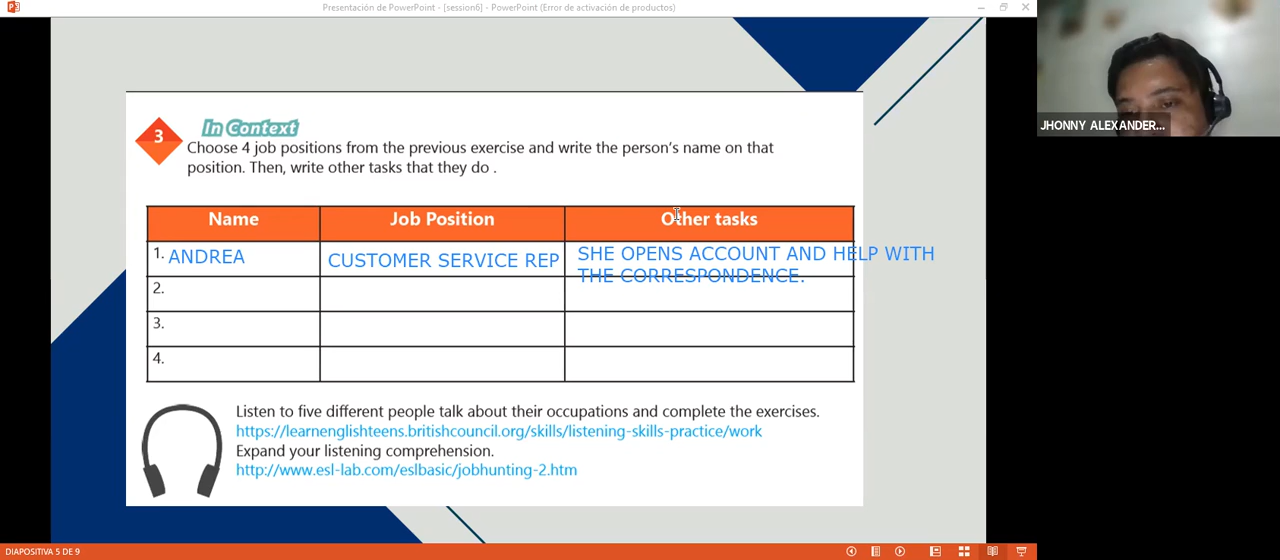 Presentación de PowerPoint - [session6] - PowerPoint (Error de activación de productos)
JHONNY ALEXANDER...
3
In Context
Choose 4 job positions from the previous exercise and write the person's name on that
position. Then, write other tasks that they do .
Name Job Position Other tasks
1. ANDREA CUSTOMER SERVICE REP SHE OPENS ACCOUNT AND HELP WITH
THE CORRESPONDENCE.
2.
3.
4.
Listen to five different people talk about their occupations and complete the exercises.
https://learnenglishteens.britishcouncil.org/skills/listening-skills-practice/work
Expand your listening comprehension.
http://www.esl-lab.com/eslbasic/jobhunting-2.htm
DIAPOSITIVA 5 DE 9